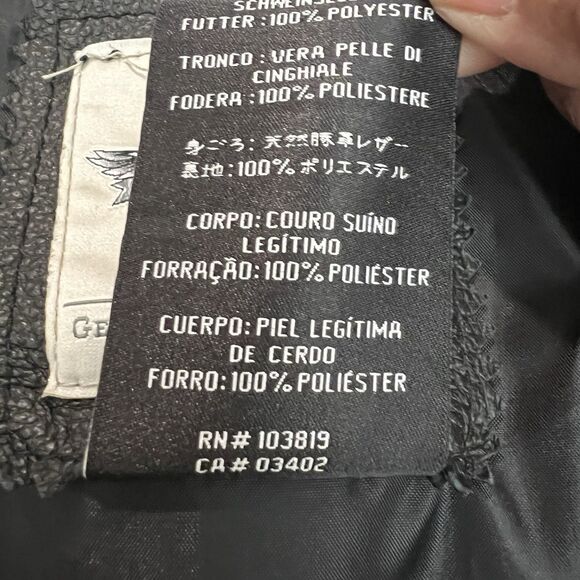 FUTTER:100% POLYESTER
TRONCO: VERA PELLE DI
CINGHIALE
FODERA:100% POLIESTERE
身ごろ: 天然豚革レザー
裏地:100% ポリエステル
CORPO: COURO SUÍNO
LEGÍTIMO
FORRAÇÃO:100% POLIÉSTER
CUERPO: PIEL LEGÍTIMA
DE CERDO
FORRO:100% POLIÉSTER
RN# 103819
CA# 03402